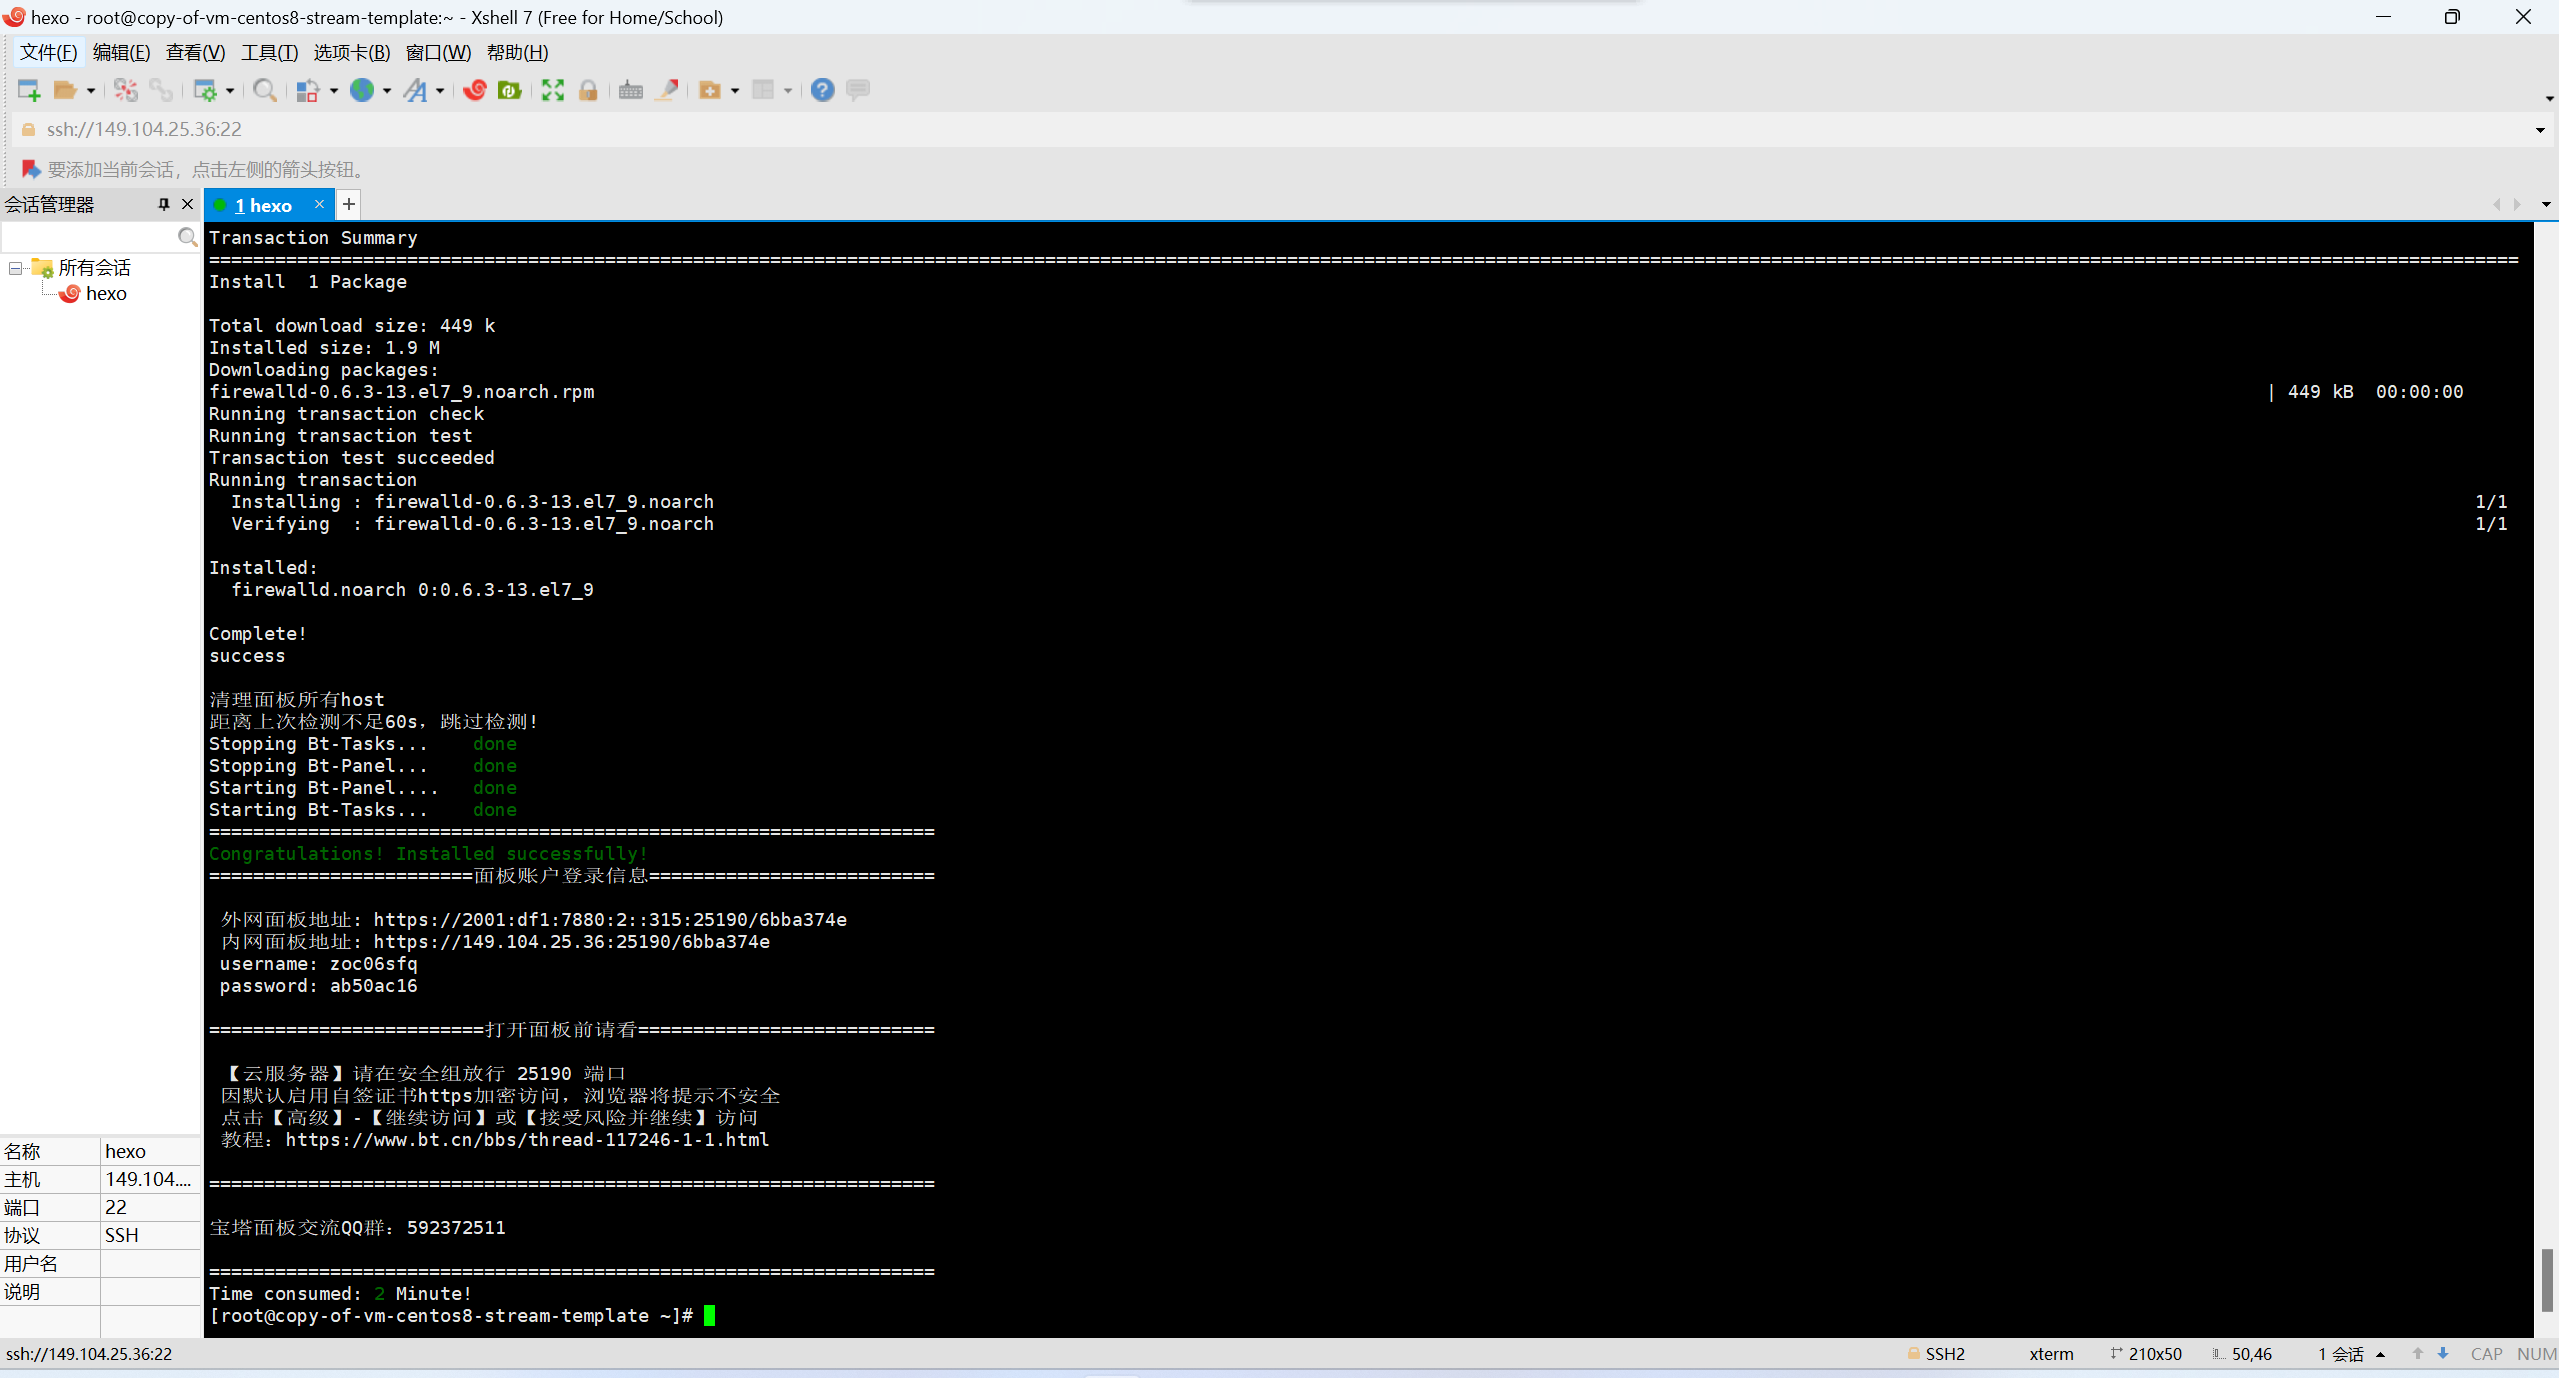 hexo - root@copy-of-vm-centos8-stream-template:~ - Xshell 7 (Free for Home/School)
文件(F) 编辑(E) 查看(V) 工具(T) 选项卡(B) 窗口(W) 帮助(H)
ssh://149.104.25.36:22
要添加当前会话，点击左侧的箭头按钮。
会话管理器
1 hexo
所有会话
hexo
Transaction Summary
================================================================================
Install  1 Package
Total download size: 449 k
Installed size: 1.9 M
Downloading packages:
firewalld-0.6.3-13.el7_9.noarch.rpm | 449 kB  00:00:00
Running transaction check
Running transaction test
Transaction test succeeded
Running transaction
Installing : firewalld-0.6.3-13.el7_9.noarch 1/1
Verifying  : firewalld-0.6.3-13.el7_9.noarch 1/1
Installed:
firewalld.noarch 0:0.6.3-13.el7_9
Complete!
success
清理面板所有host
距离上次检测不足60s，跳过检测!
Stopping Bt-Tasks... done
Stopping Bt-Panel... done
Starting Bt-Panel.... done
Starting Bt-Tasks... done
==================================================================
Congratulations! Installed successfully!
========================面板账户登录信息==========================
外网面板地址: https://2001:df1:7880:2::315:25190/6bba374e
内网面板地址: https://149.104.25.36:25190/6bba374e
username: zoc06sfq
password: ab50ac16
=========================打开面板前请看===========================
【云服务器】请在安全组放行 25190 端口
因默认启用自签证书https加密访问，浏览器将提示不安全
点击【高级】-【继续访问】或【接受风险并继续】访问
教程：https://www.bt.cn/bbs/thread-117246-1-1.html
==================================================================
宝塔面板交流QQ群：592372511
==================================================================
Time consumed: 2 Minute!
[root@copy-of-vm-centos8-stream-template ~]#
名称 hexo
主机 149.104....
端口 22
协议 SSH
用户名
说明
ssh://149.104.25.36:22 SSH2 xterm 210x50 50,46 1 会话 CAP NUM